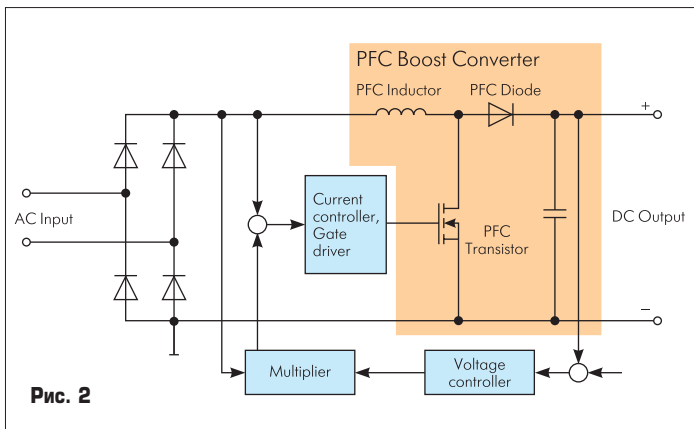 PFC Boost Converter
PFC Inductor
PFC Diode
+
AC Input
Current
controller,
Gate
driver
PFC
Transistor
DC Output
–
Multiplier
Voltage
controller
Рис. 2